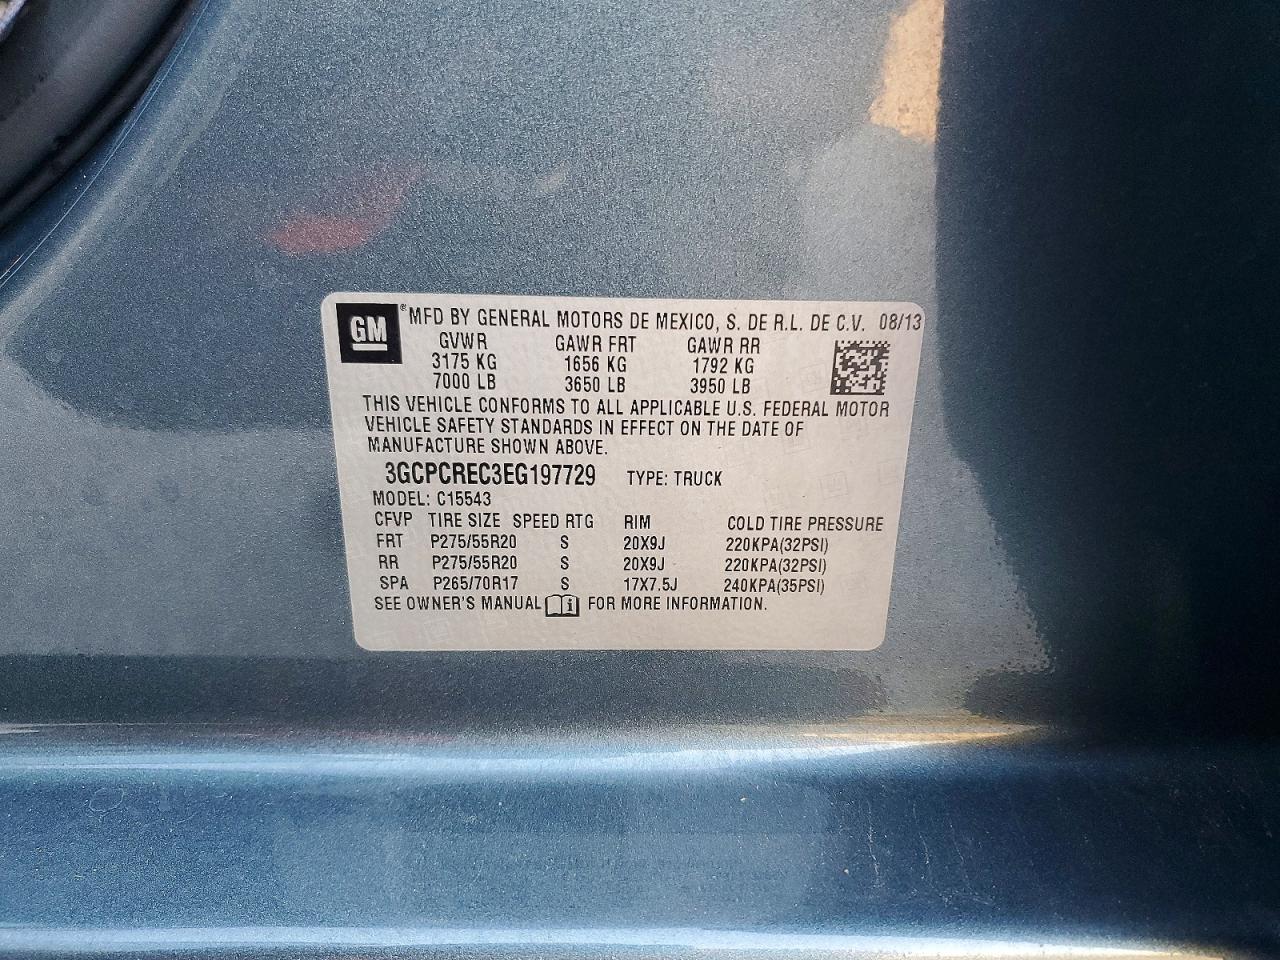 GM ® MFD BY GENERAL MOTORS DE MEXICO, S. DE R.L. DE C.V. 08/13
GVWR GAWR FRT GAWR RR
3175 KG 1656 KG 1792 KG
7000 LB 3650 LB 3950 LB
THIS VEHICLE CONFORMS TO ALL APPLICABLE U.S. FEDERAL MOTOR
VEHICLE SAFETY STANDARDS IN EFFECT ON THE DATE OF
MANUFACTURE SHOWN ABOVE.
3GCPCREC3EG197729 TYPE: TRUCK
MODEL: C15543
CFVP TIRE SIZE SPEED RTG RIM COLD TIRE PRESSURE
FRT P275/55R20 S 20X9J 220KPA(32PSI)
RR P275/55R20 S 20X9J 220KPA(32PSI)
SPA P265/70R17 S 17X7.5J 240KPA(35PSI)
SEE OWNER'S MANUAL i FOR MORE INFORMATION.